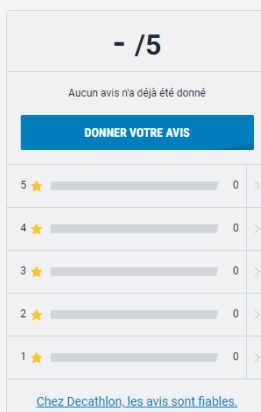 - /5
Aucun avis n'a déjà été donné
DONNER VOTRE AVIS
5 0
4 0
3 0
2 0
1 0
Chez Decathlon, les avis sont fiables.